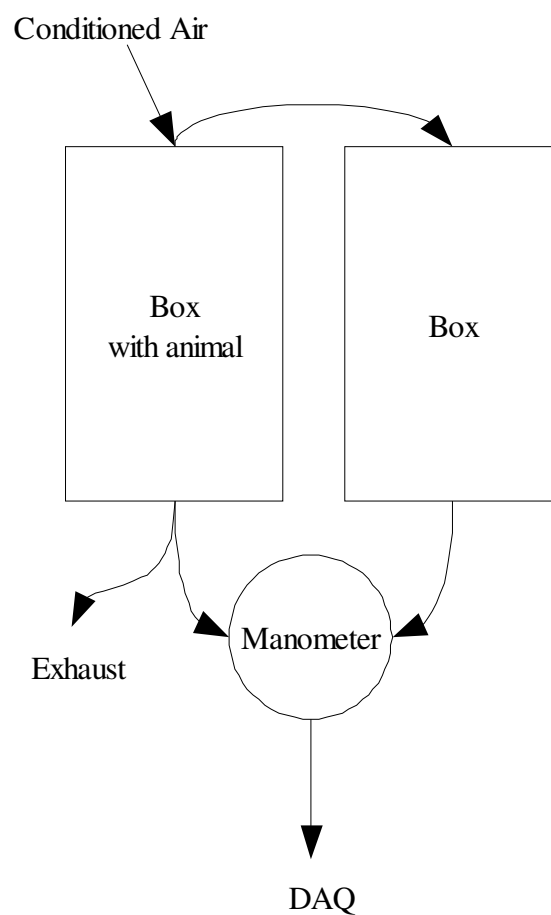 Conditioned Air
Box
with animal
Box
Manometer
Exhaust
DAQ